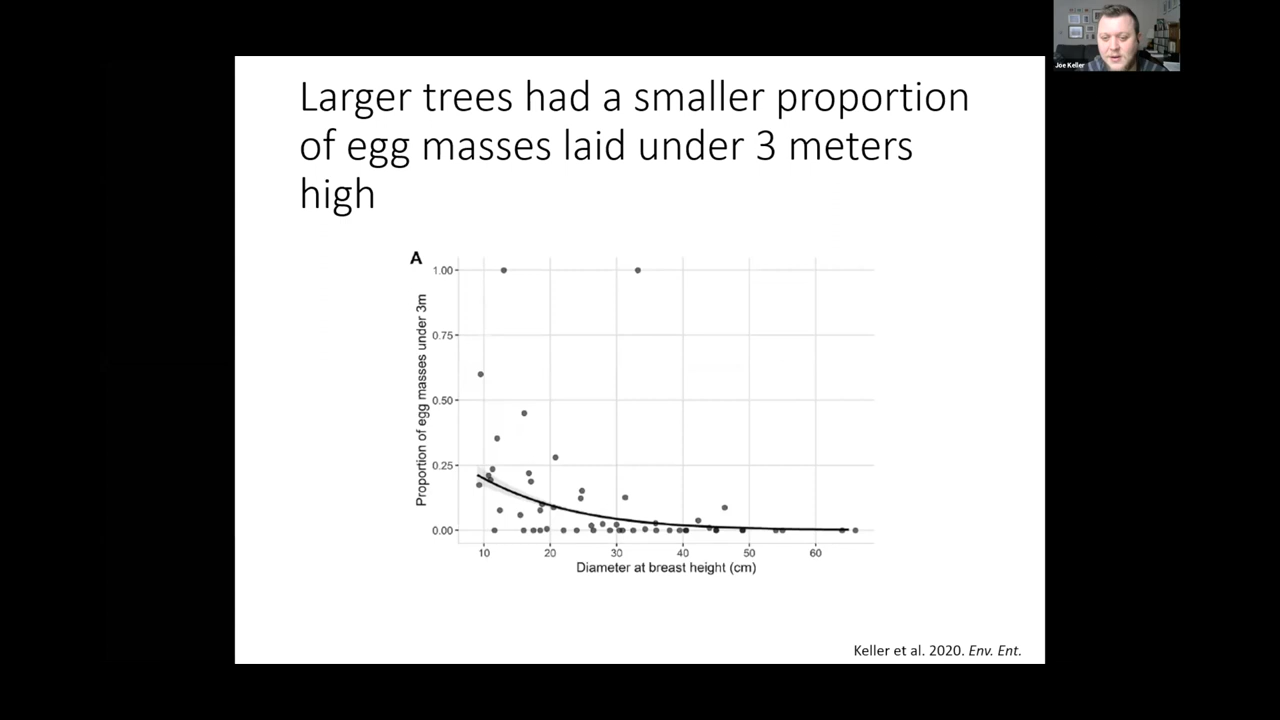 Joe Keller
Larger trees had a smaller proportion
of egg masses laid under 3 meters
high
A
Proportion of egg masses under 3m
1.00
0.75
0.50
0.25
0.00
10 20 30 40 50 60
Diameter at breast height (cm)
Keller et al. 2020. Env. Ent.